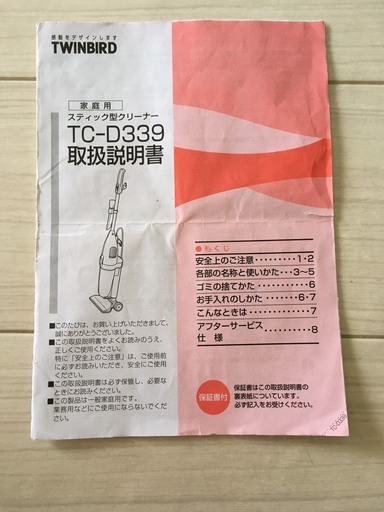 感動をデザインします
TWINBIRD
家庭用
スティック型クリーナー
TC-D339
取扱説明書
■このたびは、お買い上げいただきまして、
誠にありがとうございました。
■この取扱説明書をよくお読みのうえ、
正しくご使用ください。
特に「安全上のご注意」は、ご使用前
に必ずお読みいただき、安全にご使用
ください。
■この取扱説明書は必ず保管し、必要な
ときにお読みください。
■この製品は一般家庭用です。
業務用などにご使用にならないでくだ
さい。
●もくじ
安全上のご注意………1・2
各部の名称と使いかた…3〜5
ゴミの捨てかた…………6
お手入れのしかた……6・7
こんなときは……………7
アフターサービス
仕様…………8
保証書付
保証書はこの取扱説明書の
裏表紙についています。
必ず記入をお受けください。
TC-D339